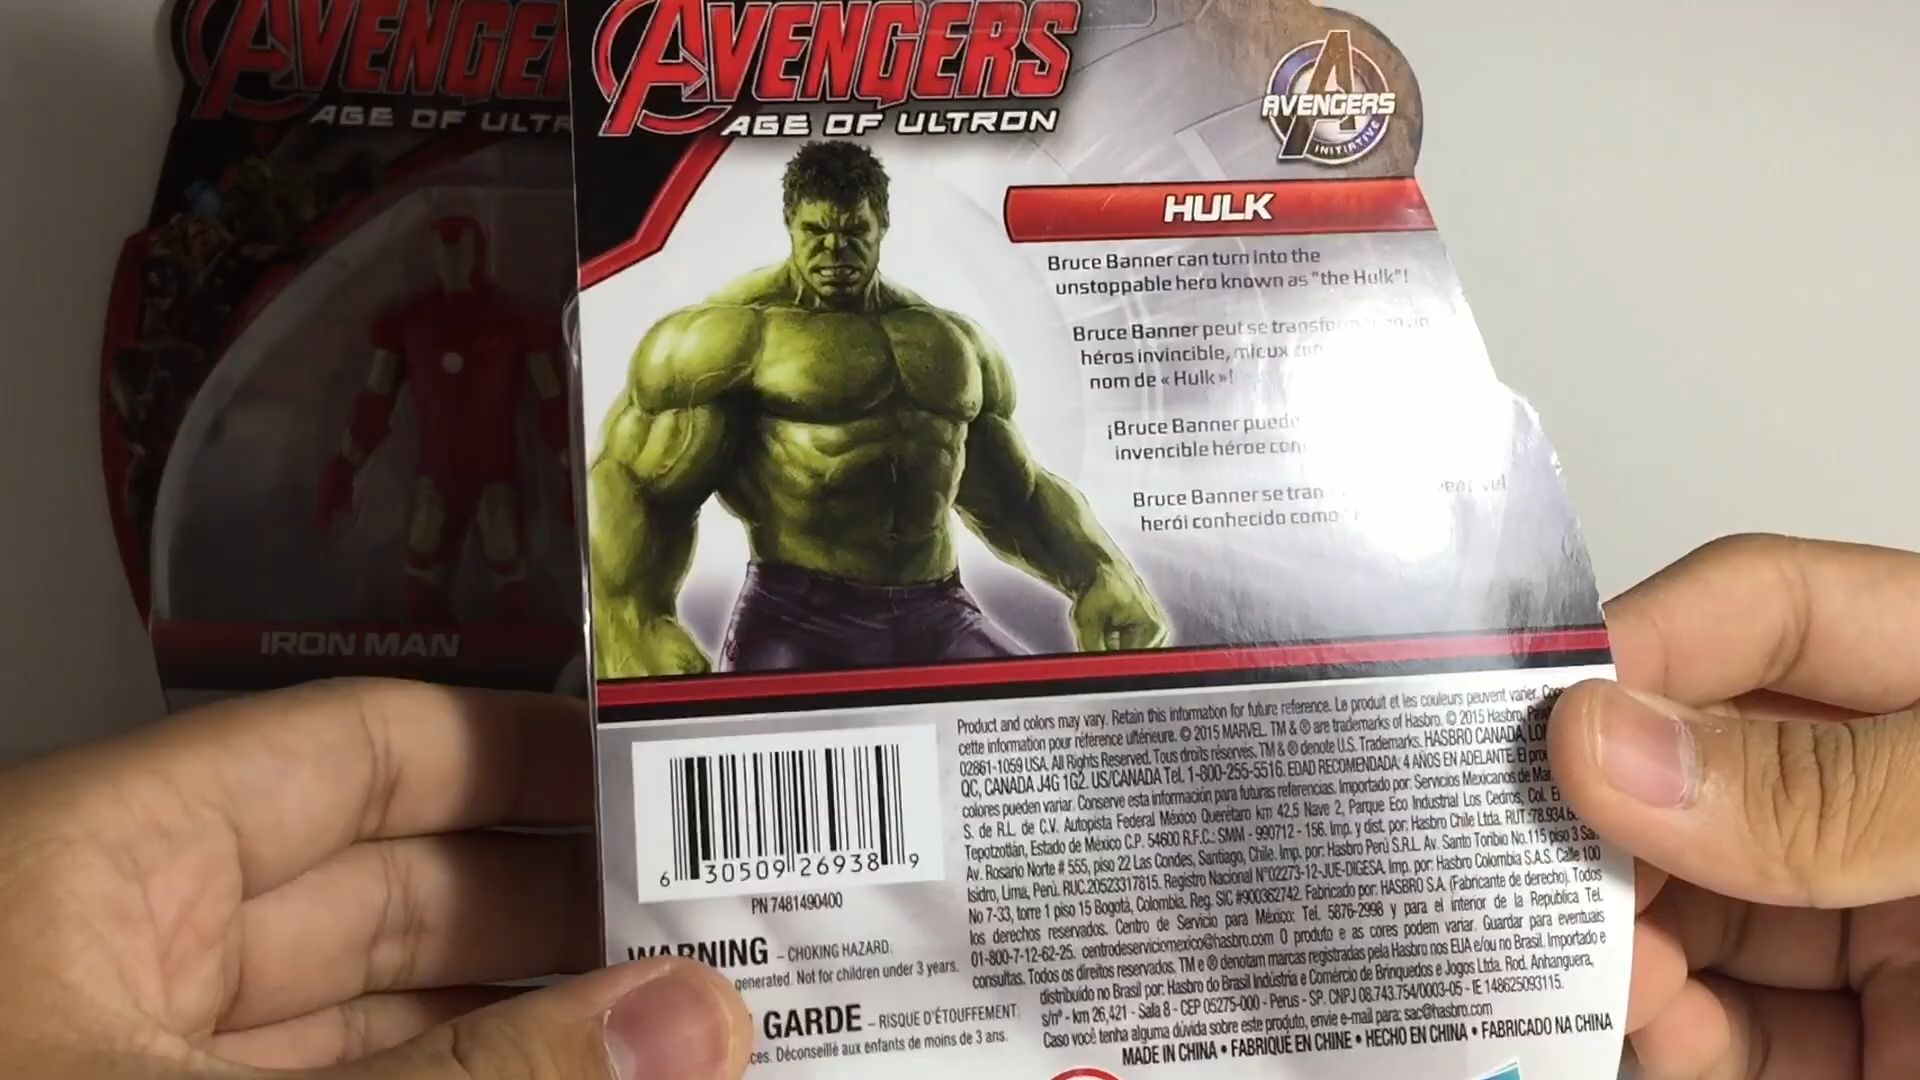 AVENGE
AGE OF ULTR
IRON MAN
AVENGERS
AGE OF ULTRON
AVENGERS
INITIATIVE
HULK
Bruce Banner can turn into the
unstoppable hero known as "the Hulk"!
Bruce Banner peut se
héros invincible, mieux
nom de « Hulk »!
¡Bruce Banner puede
invencible héroe
Bruce Banner se
herói conhecido como
6 30509 26938 9
PN 7481490400
WARNING – CHOKING HAZARD.
generated. Not for children under 3 years.
GARDE – RISQUE D'ÉTOUFFEMENT.
Déconseillé aux enfants de moins de 3 ans.
Product and colors may vary. Retain this information for future reference. Le produit et les couleurs peuvent varier.
cette information pour référence ultérieure. © 2015 MARVEL. TM & ® are trademarks of Hasbro. © 2015 Hasbro,
02861-1059 USA. All Rights Reserved. Tous droits réservés. TM & ® denote U.S. Trademarks. HASBRO CANADA,
QC, CANADA J4G 1G2. US/CANADA Tel. 1-800-255-5516. EDAD RECOMENDADA: 4 AÑOS EN ADELANTE. El
colores pueden variar. Conserve esta información para futuras referencias. Importado por: Servicios Mexicanos de
S. de R.L. de C.V. Autopista Federal México Querétaro km 42,5 Nave 2, Parque Eco Industrial Los Cedros, Col.
Tepotzotlán, Estado de México C.P. 54600 R.F.C.: SMM - 990712 - 156. Imp. y dist. por: Hasbro Chile Ltda. RUT:
Av. Rosario Norte # 555, piso 22 Las Condes, Santiago, Chile. Imp. por: Hasbro Perú S.R.L. Av. Santo Toribio No. 115 piso 3
Isidro, Lima, Perú. RUC.20523317815. Registro Nacional N°02273-12-JUE-DIGESA. Imp. por: Hasbro Colombia S.A.S. Calle 100
No 7-33, torre 1 piso 15 Bogotá, Colombia. Reg. SIC #900362742. Fabricado por: HASBRO S.A. (Fabricante de derecho). Todos
los derechos reservados. Centro de Servicio para México: Tel. 5876-2998 y para el interior de la República Tel.
01-800-7-12-62-25. centrodeserviciomexico@hasbro.com O produto e as cores podem variar. Guardar para eventuais
consultas. Todos os direitos reservados. TM e ® denotam marcas registradas pela Hasbro nos EUA e/ou no Brasil. Importado e
distribuído no Brasil por: Hasbro do Brasil Indústria e Comércio de Brinquedos e Jogos Ltda. Rod. Anhanguera,
s/nº - km 26,421 - Sala 8 - CEP 05275-000 - Perus - SP. CNPJ 08.743.754/0003-05 - IE 148625093115.
Caso você tenha alguma dúvida sobre este produto, envie e-mail para: sac@hasbro.com
MADE IN CHINA • FABRIQUÉ EN CHINE • HECHO EN CHINA • FABRICADO NA CHINA